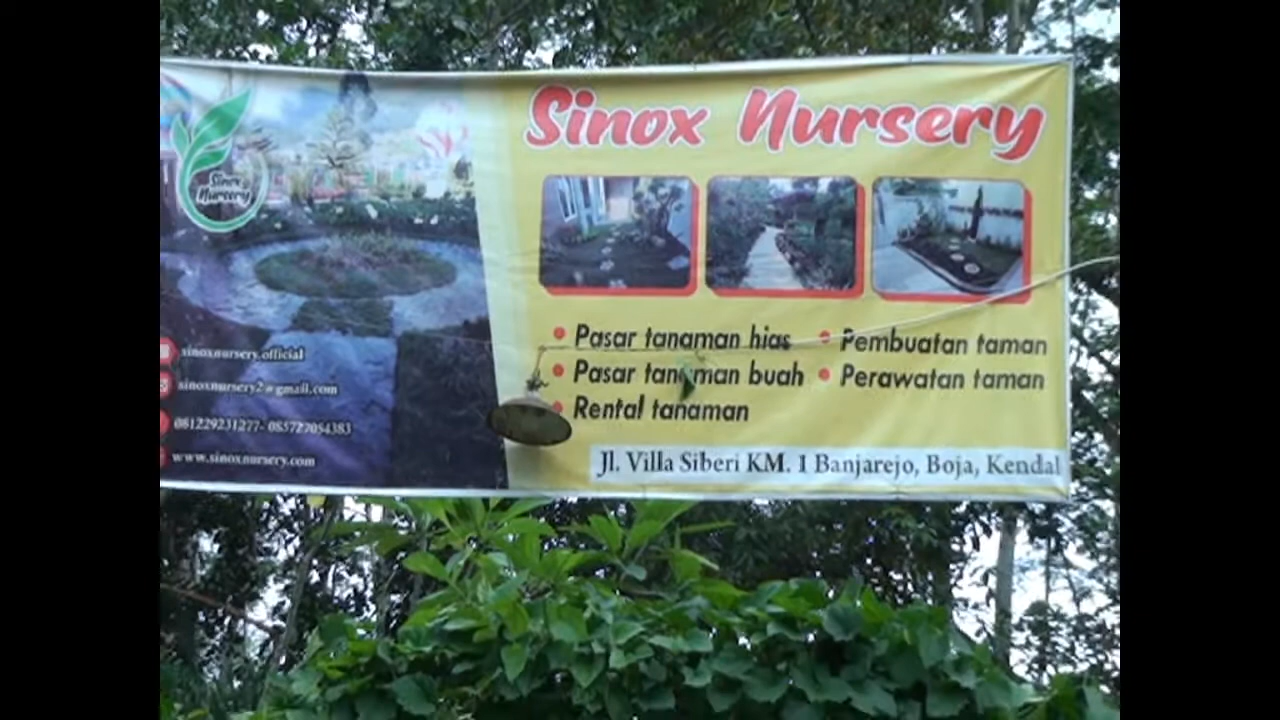 Sinox Nursery
Sinox
Nursery
Pasar tanaman hias
Pasar tanaman buah
Rental tanaman
Pembuatan taman
Perawatan taman
sinoxnursery.official
sinoxnursery2@gmail.com
081229231277- 085727054383
www.sinoxnursery.com
Jl. Villa Siberi KM. 1 Banjarejo, Boja, Kendal